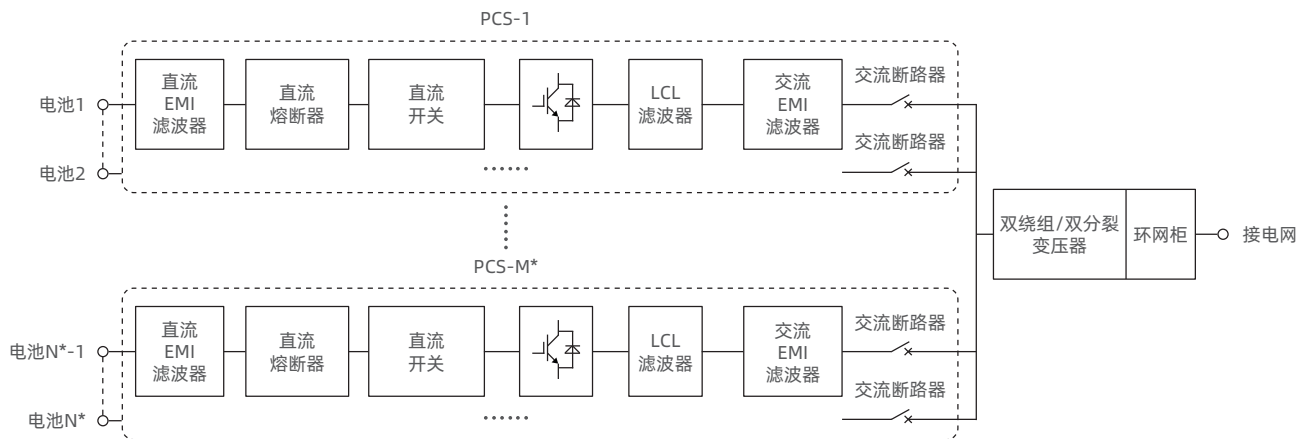 PCS-1
电池1
直流
EMI
滤波器
直流
熔断器
直流
开关
LCL
滤波器
交流
EMI
滤波器
交流断路器
电池2
······
交流断路器
双绕组/双分裂
变压器
环网柜
接电网
PCS-M*
电池N*-1
直流
EMI
滤波器
直流
熔断器
直流
开关
LCL
滤波器
交流
EMI
滤波器
交流断路器
电池N*
······
交流断路器